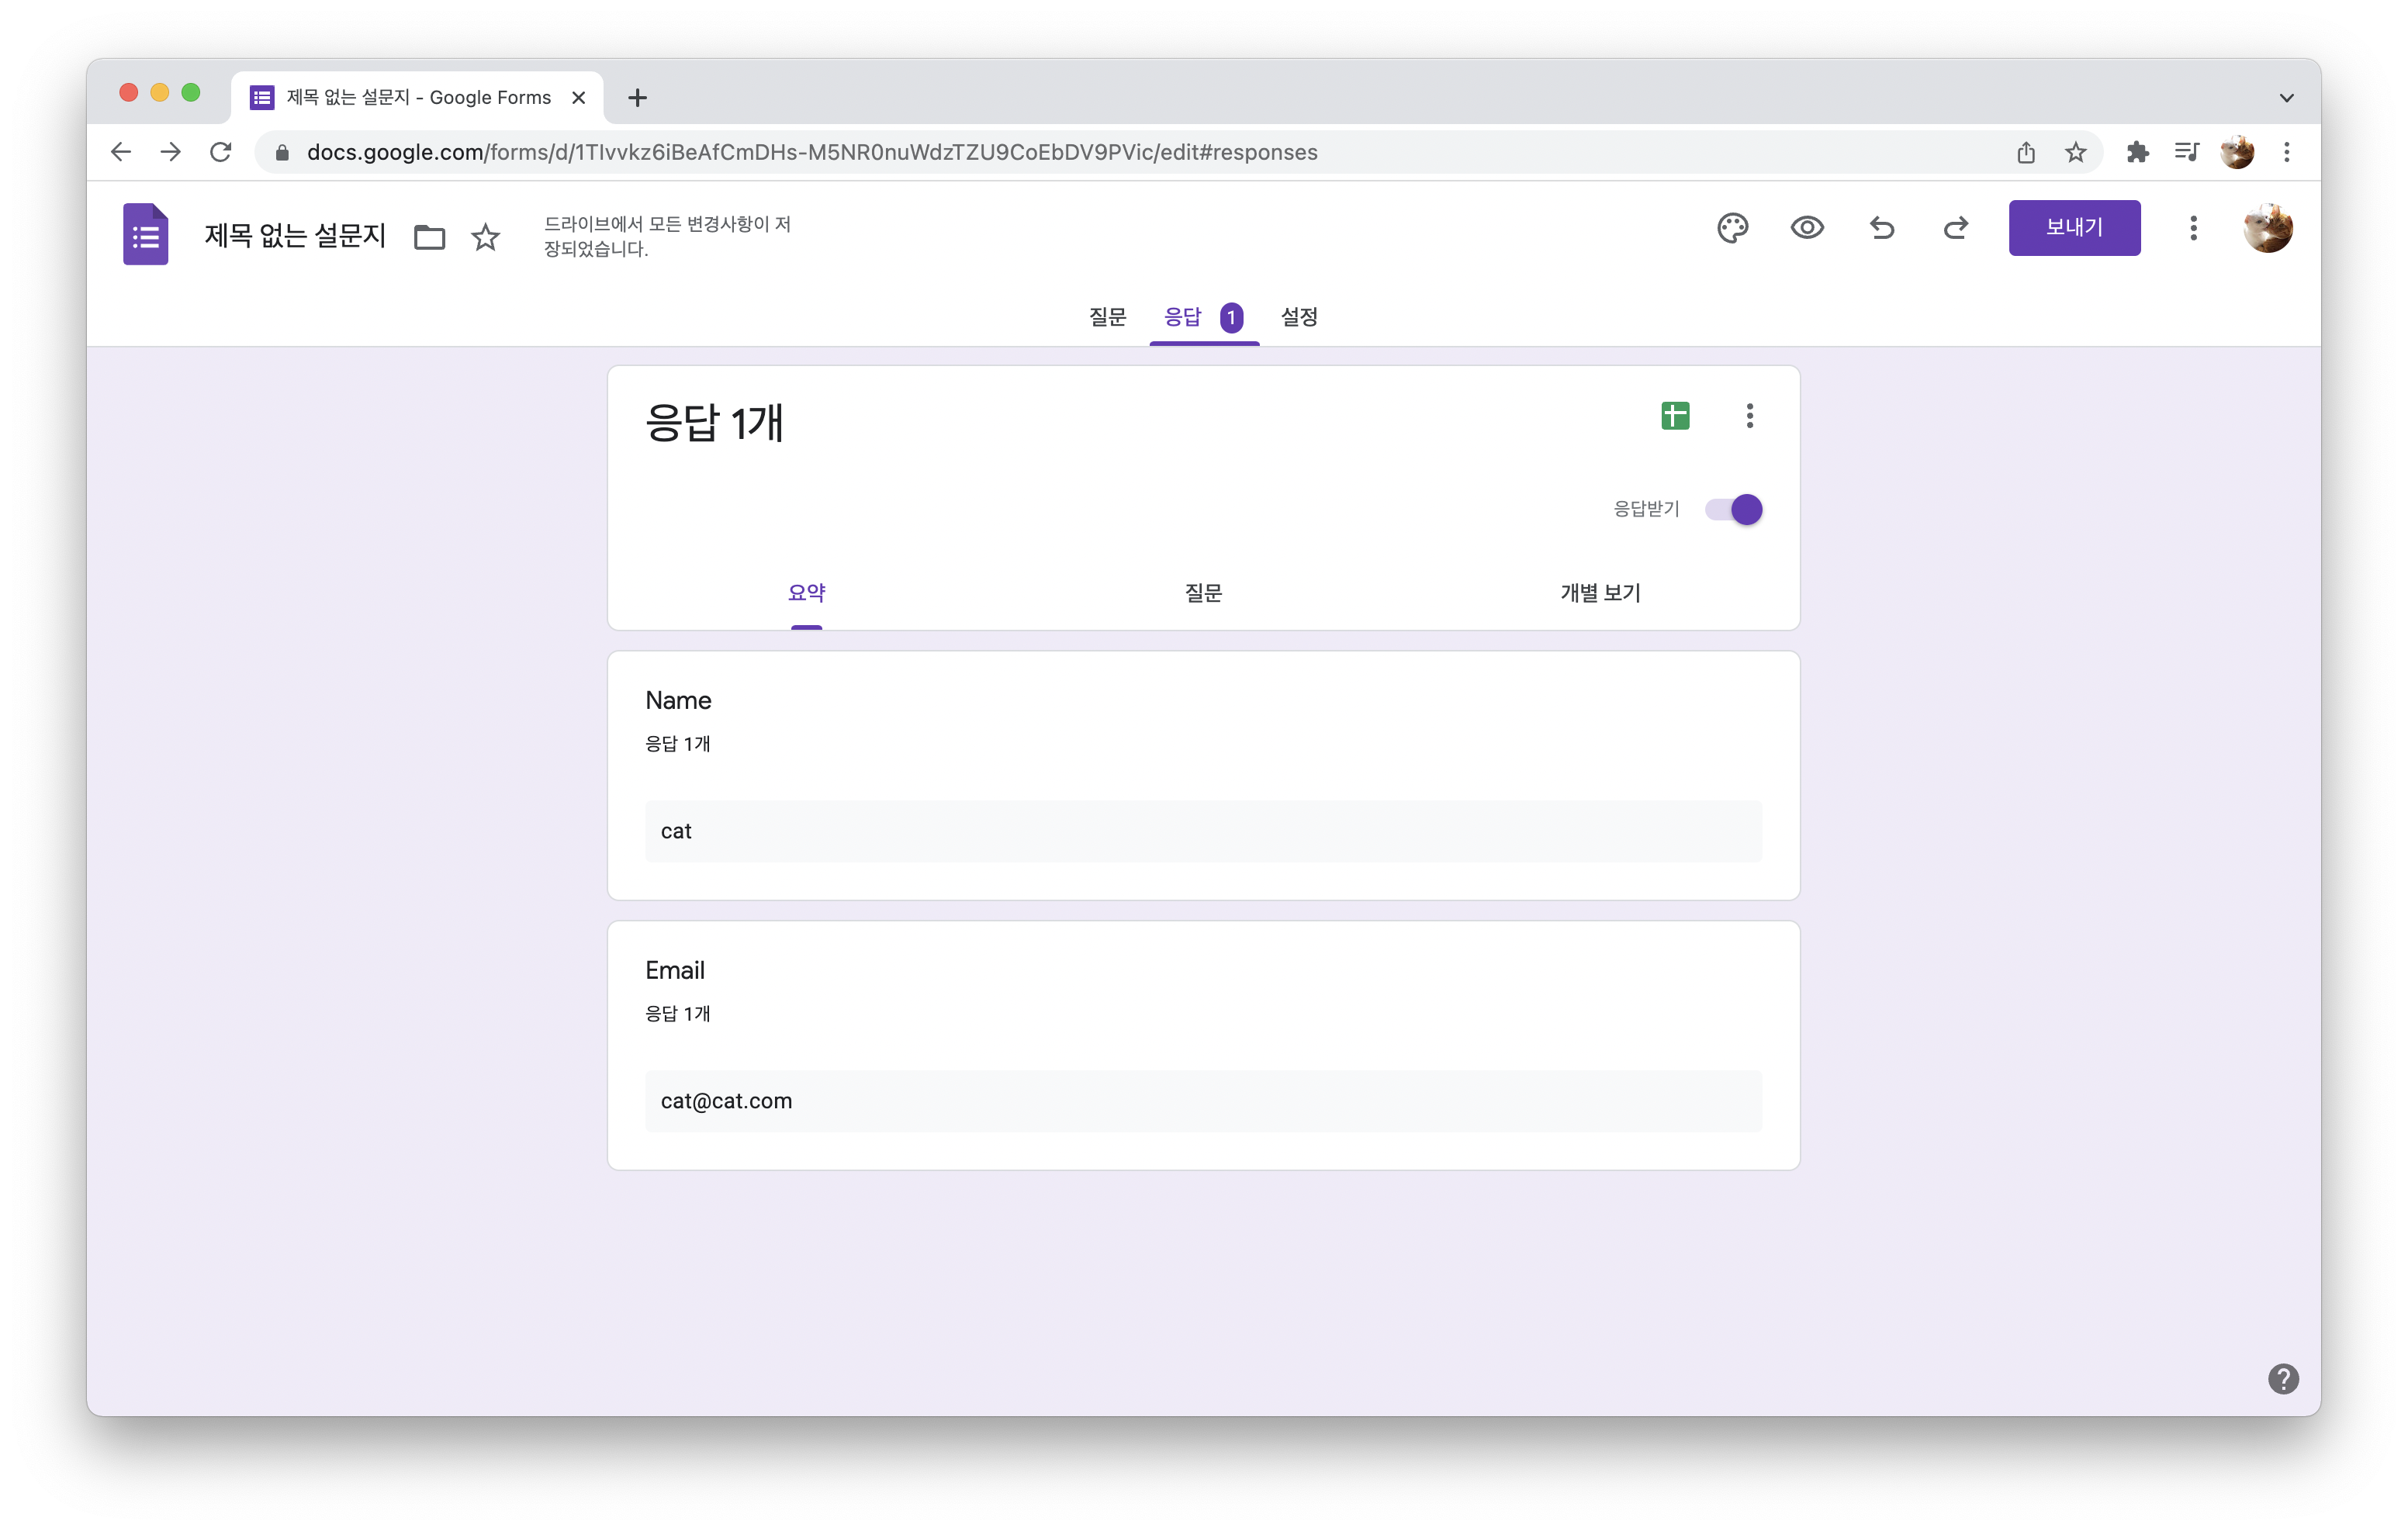 제목 없는 설문지 - Google Forms
docs.google.com/forms/d/1TIvvkz6iBeAfCmDHs-M5NR0nuWdzTZU9CoEbDV9PVic/edit#responses
제목 없는 설문지
드라이브에서 모든 변경사항이 저
장되었습니다.
보내기
질문 응답 1 설정
응답 1개
응답받기
요약 질문 개별 보기
Name
응답 1개
cat
Email
응답 1개
cat@cat.com